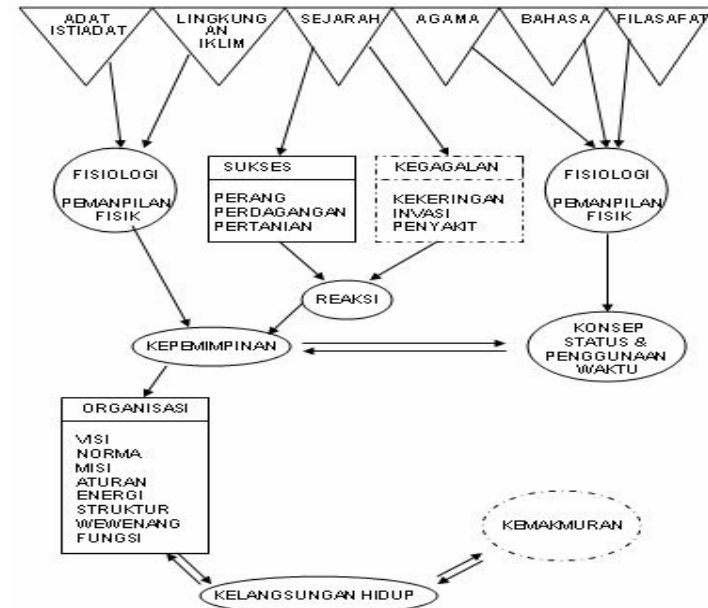 ADAT
ISTIADAT
LINGKUNG
AN
IKLIM
SEJARAH
AGAMA
BAHASA
FILASAFAT
FISIOLOGI
PEMANPILAN
FISIK
SUKSES
PERANG
PERDAGANGAN
PERTANIAN
KEGAGALAN
KEKERINGAN
INVASI
PENYAKIT
FISIOLOGI
PEMANPILAN
FISIK
REAKSI
KEPEMIMPINAN
KONSEP
STATUS &
PENGGUNAAN
WAKTU
ORGANISASI
VISI
NORMA
MISI
ATURAN
ENERGI
STRUKTUR
WEWENANG
FUNGSI
KEMAKMURAN
KELANGSUNGAN HIDUP